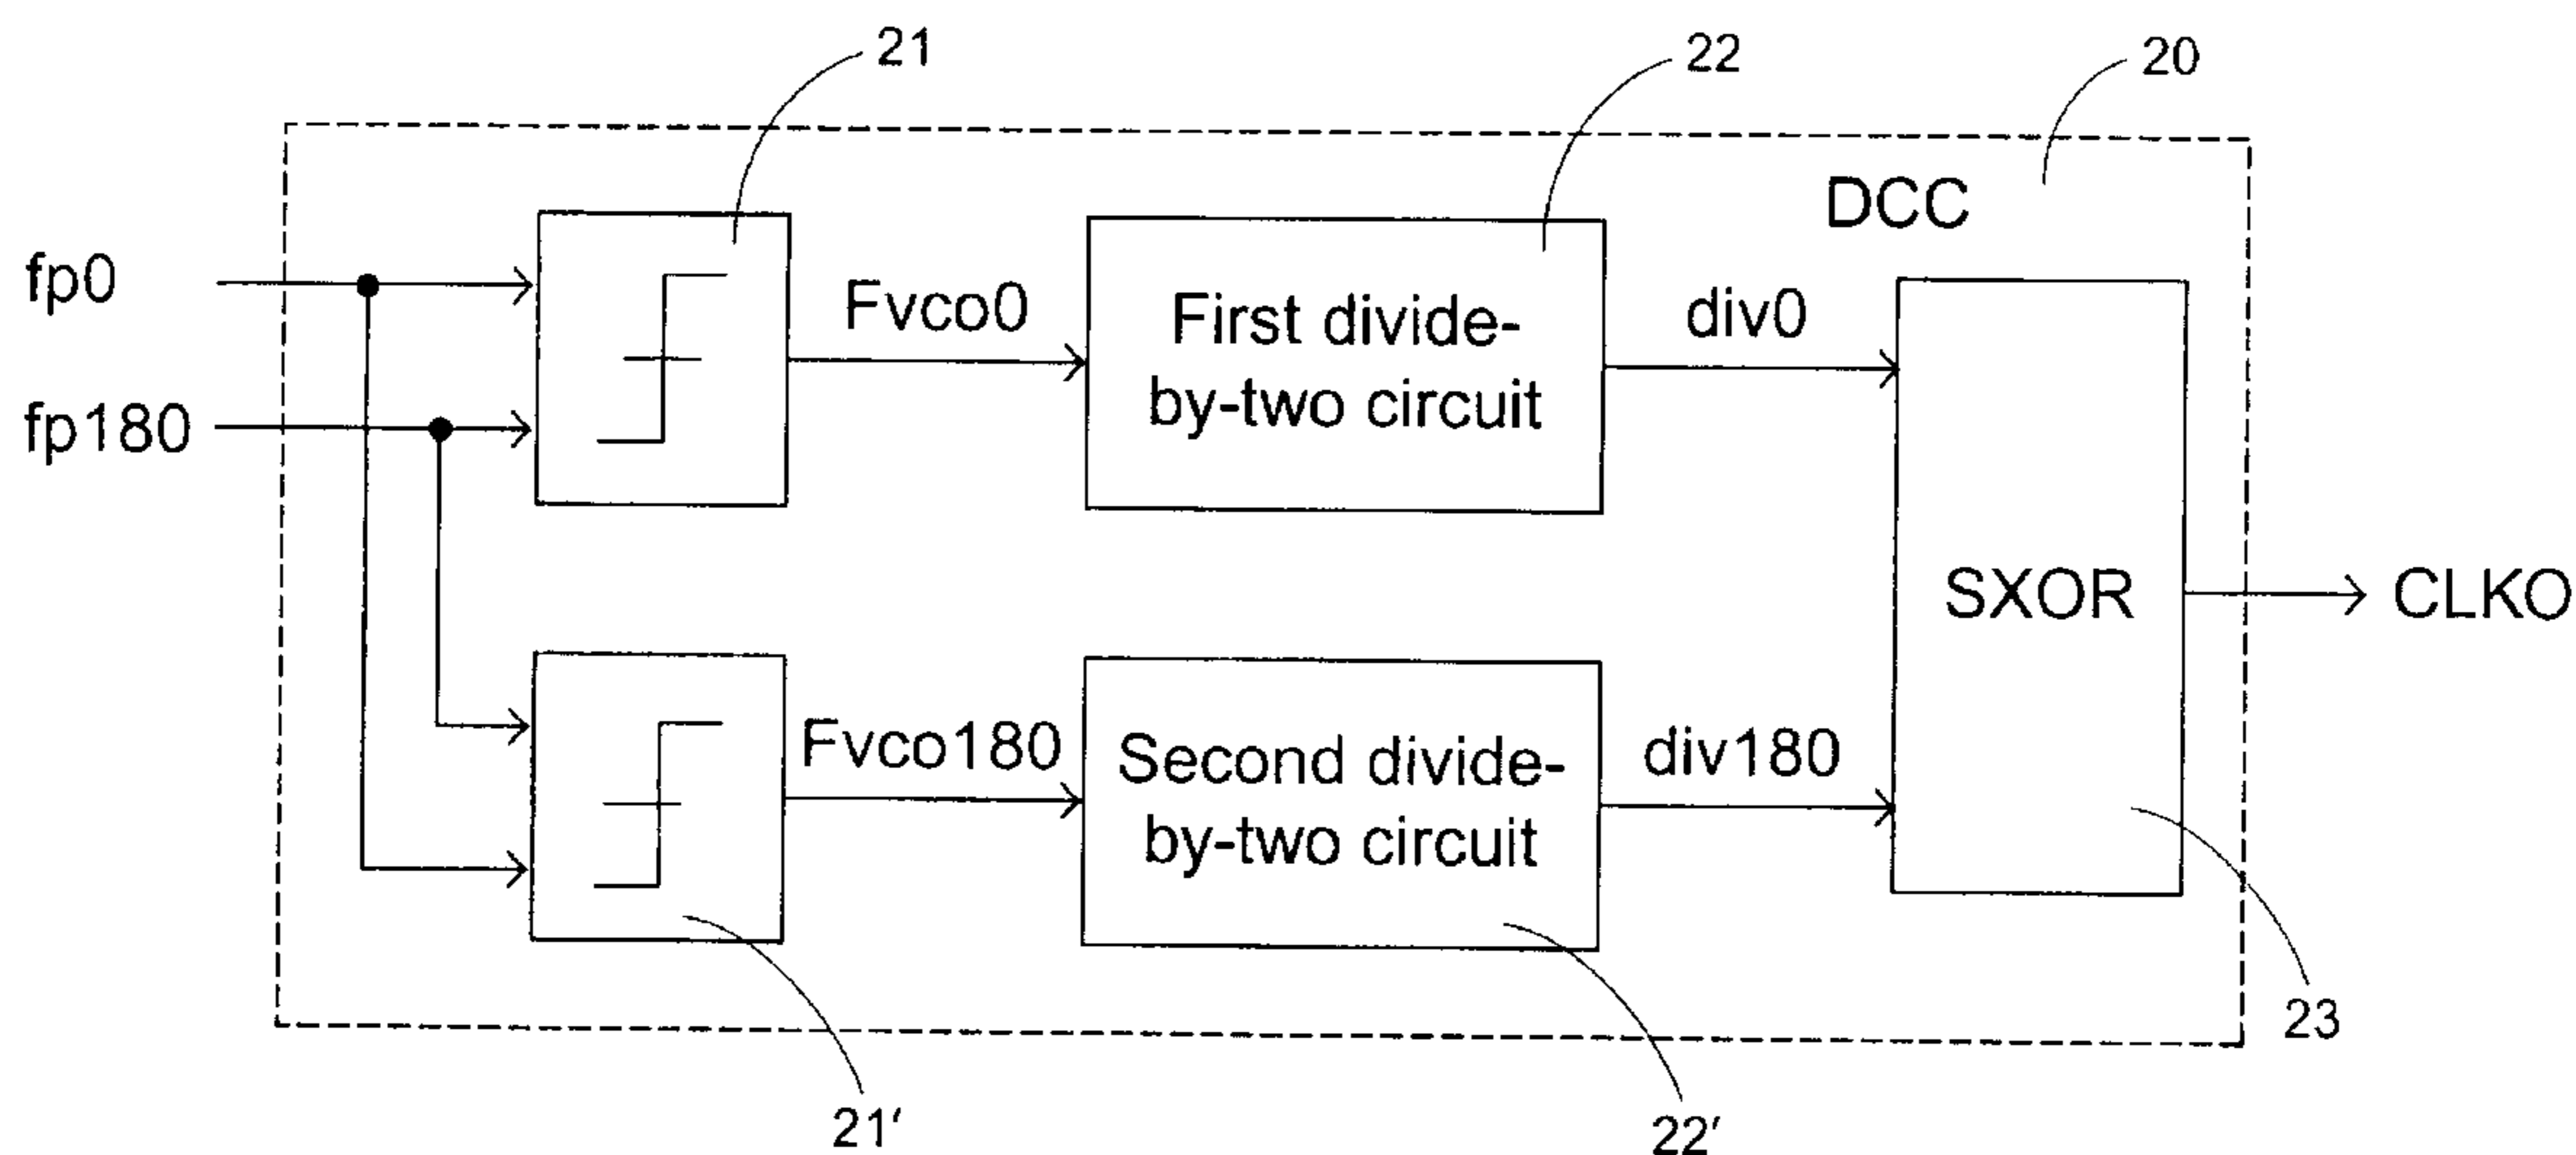 21
22
20
DCC
fp0
Fvco0
First divide-
by-two circuit
div0
fp180
SXOR
CLKO
Fvco180
Second divide-
by-two circuit
div180
23
21'
22'